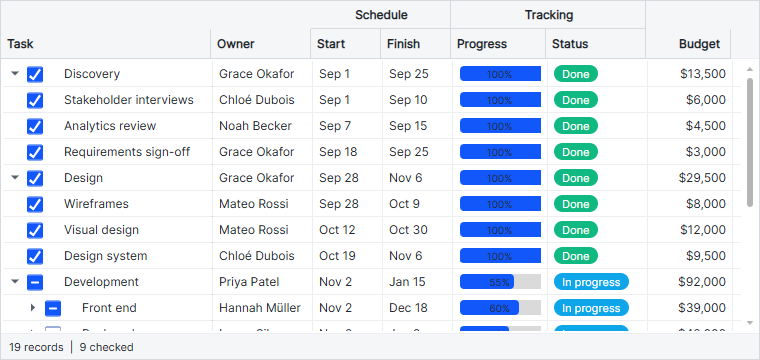 Schedule Tracking
Task Owner Start Finish Progress Status Budget
Discovery Grace Okafor Sep 1 Sep 25 100% Done $13,500
Stakeholder interviews Chloé Dubois Sep 1 Sep 10 100% Done $6,000
Analytics review Noah Becker Sep 7 Sep 15 100% Done $4,500
Requirements sign-off Grace Okafor Sep 18 Sep 25 100% Done $3,000
Design Grace Okafor Sep 28 Nov 6 100% Done $29,500
Wireframes Mateo Rossi Sep 28 Oct 9 100% Done $8,000
Visual design Mateo Rossi Oct 12 Oct 30 100% Done $12,000
Design system Chloé Dubois Oct 19 Nov 6 100% Done $9,500
Development Priya Patel Nov 2 Jan 15 55% In progress $92,000
Front end Hannah Müller Nov 2 Dec 18 60% In progress $39,000
19 records | 9 checked